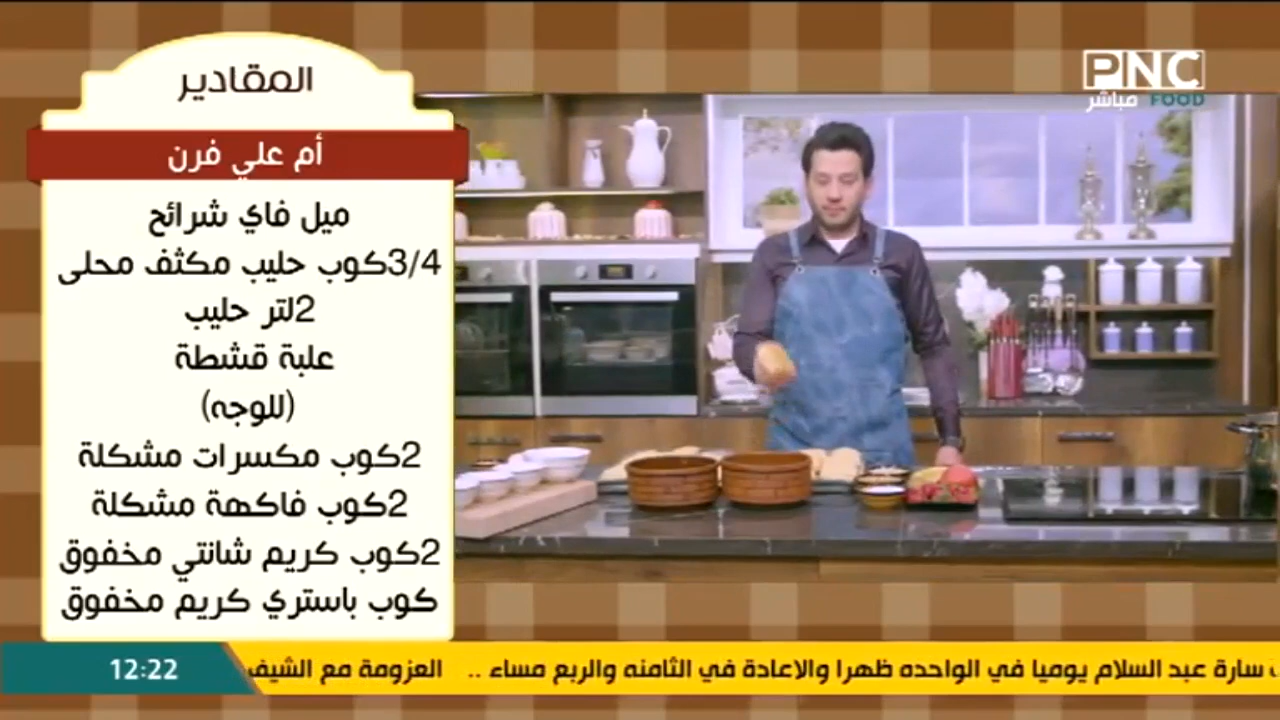 المقادير
أم علي فرن
ميل فاي شرائح
3/4كوب حليب مكثف محلى
2لتر حليب
علبة قشطة
(للوجه)
2كوب مكسرات مشكلة
2كوب فاكهة مشكلة
2كوب كريم شانتي مخفوق
كوب باستري كريم مخفوق
PNC
FOOD مباشر
سارة عبد السلام يوميا في الواحده ظهرا والاعادة في الثامنه والربع مساء .. العزومة مع الشيف
12:22